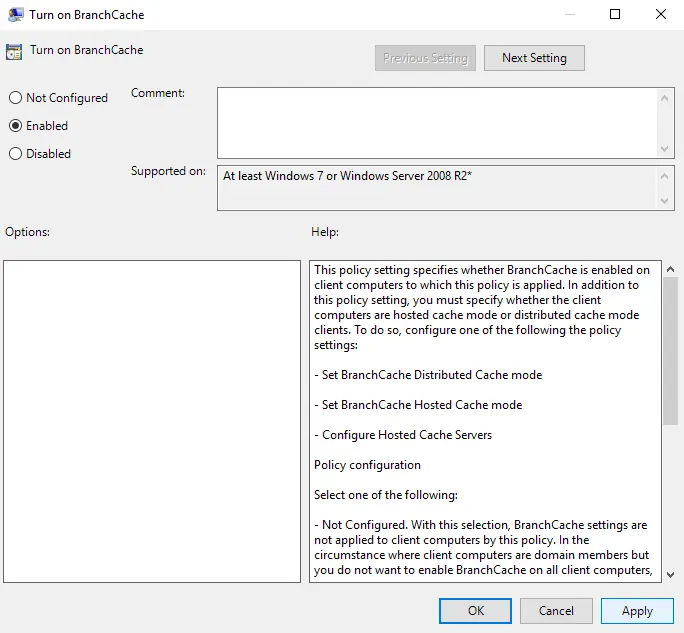 Turn on BranchCache
Turn on BranchCache
Previous Setting
Next Setting
Not Configured
Enabled
Disabled
Comment:
Supported on:
At least Windows 7 or Windows Server 2008 R2*
Options:
Help:
This policy setting specifies whether BranchCache is enabled on
client computers to which this policy is applied. In addition to
this policy setting, you must specify whether the client
computers are hosted cache mode or distributed cache mode
clients. To do so, configure one of the following the policy
settings:
- Set BranchCache Distributed Cache mode
- Set BranchCache Hosted Cache mode
- Configure Hosted Cache Servers
Policy configuration
Select one of the following:
- Not Configured. With this selection, BranchCache settings are
not applied to client computers by this policy. In the
circumstance where client computers are domain members but
you do not want to enable BranchCache on all client computers,
OK
Cancel
Apply